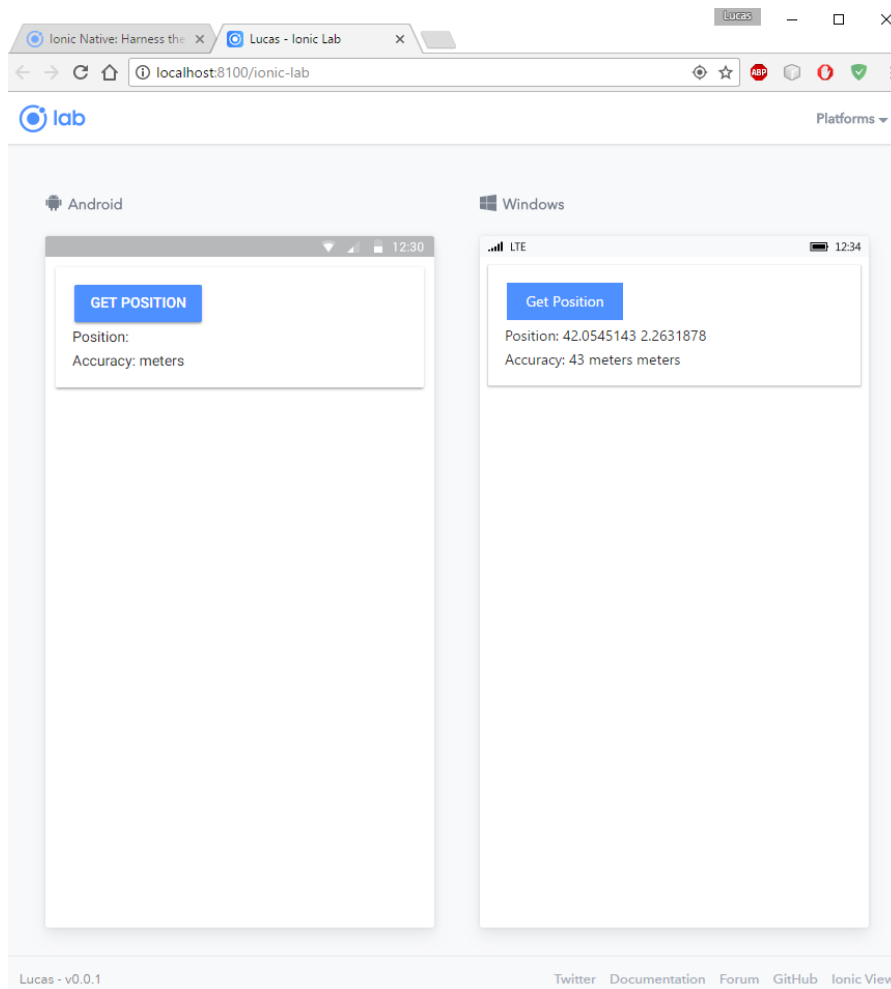 Lucas
Ionic Native: Harness the
Lucas - Ionic Lab
localhost:8100/ionic-lab
ABP
lab
Platforms
Android
Windows
12:30
LTE
12:34
GET POSITION
Position:
Accuracy: meters
Get Position
Position: 42.0545143 2.2631878
Accuracy: 43 meters meters
Lucas - v0.0.1
Twitter Documentation Forum GitHub Ionic View